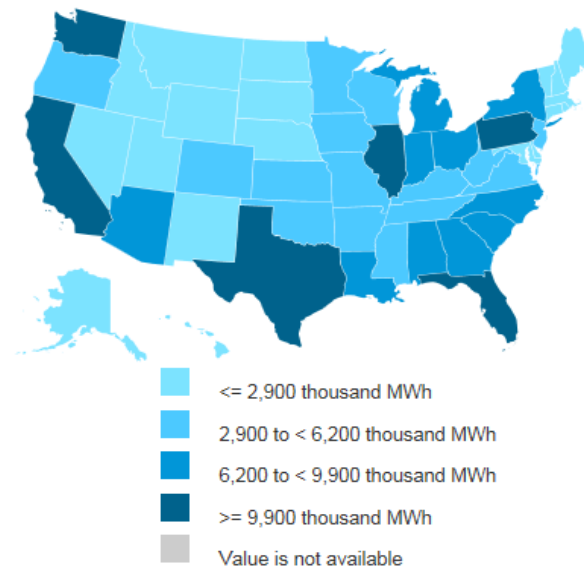 <= 2,900 thousand MWh
2,900 to < 6,200 thousand MWh
6,200 to < 9,900 thousand MWh
>= 9,900 thousand MWh
Value is not available